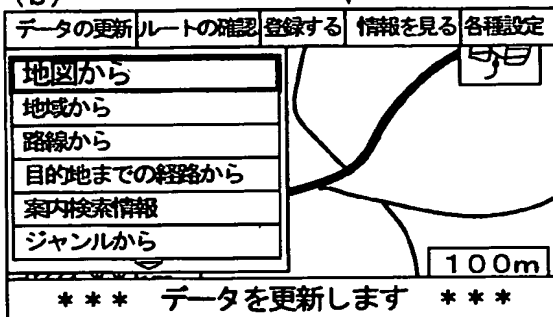 (b)
データの更新 ルートの確認 登録する 情報を見る 各種設定
地図から
地域から
路線から
目的地までの経路から
案内検索情報
ジャンルから
100m
*** データを更新します ***